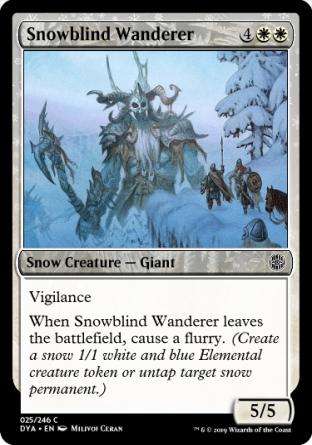 Snowblind Wanderer 4
Snow Creature — Giant
Vigilance
When Snowblind Wanderer leaves
the battlefield, cause a flurry. (Create
a snow 1/1 white and blue Elemental
creature token or untap target snow
permanent.)
5/5
025/246 C
DYA • EN Milivoj Ceran
™ & © 2019 Wizards of the Coast